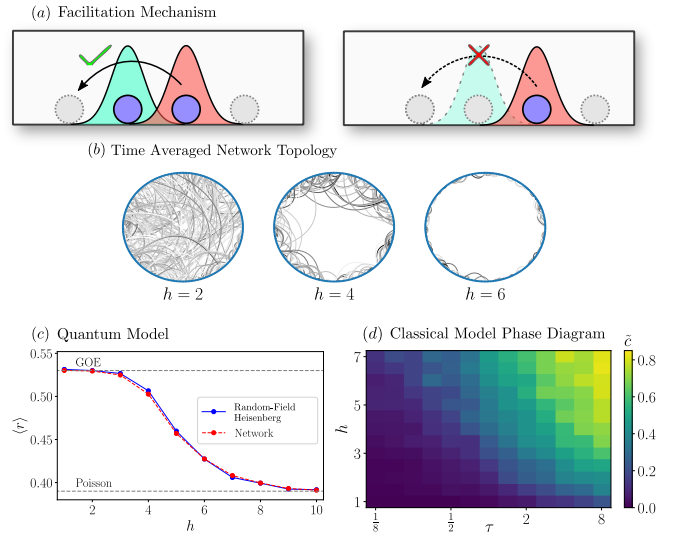 (a) Facilitation Mechanism
(b) Time Averaged Network Topology
h = 2
h = 4
h = 6
(c) Quantum Model
0.55
0.50
0.45
0.40
⟨r⟩
GOE
Random-Field
Heisenberg
Network
Poisson
2
4
6
8
10
h
(d) Classical Model Phase Diagram
7
5
3
1
h
1/8
1/2
2
8
τ
c̃
0.8
0.6
0.4
0.2
0.0